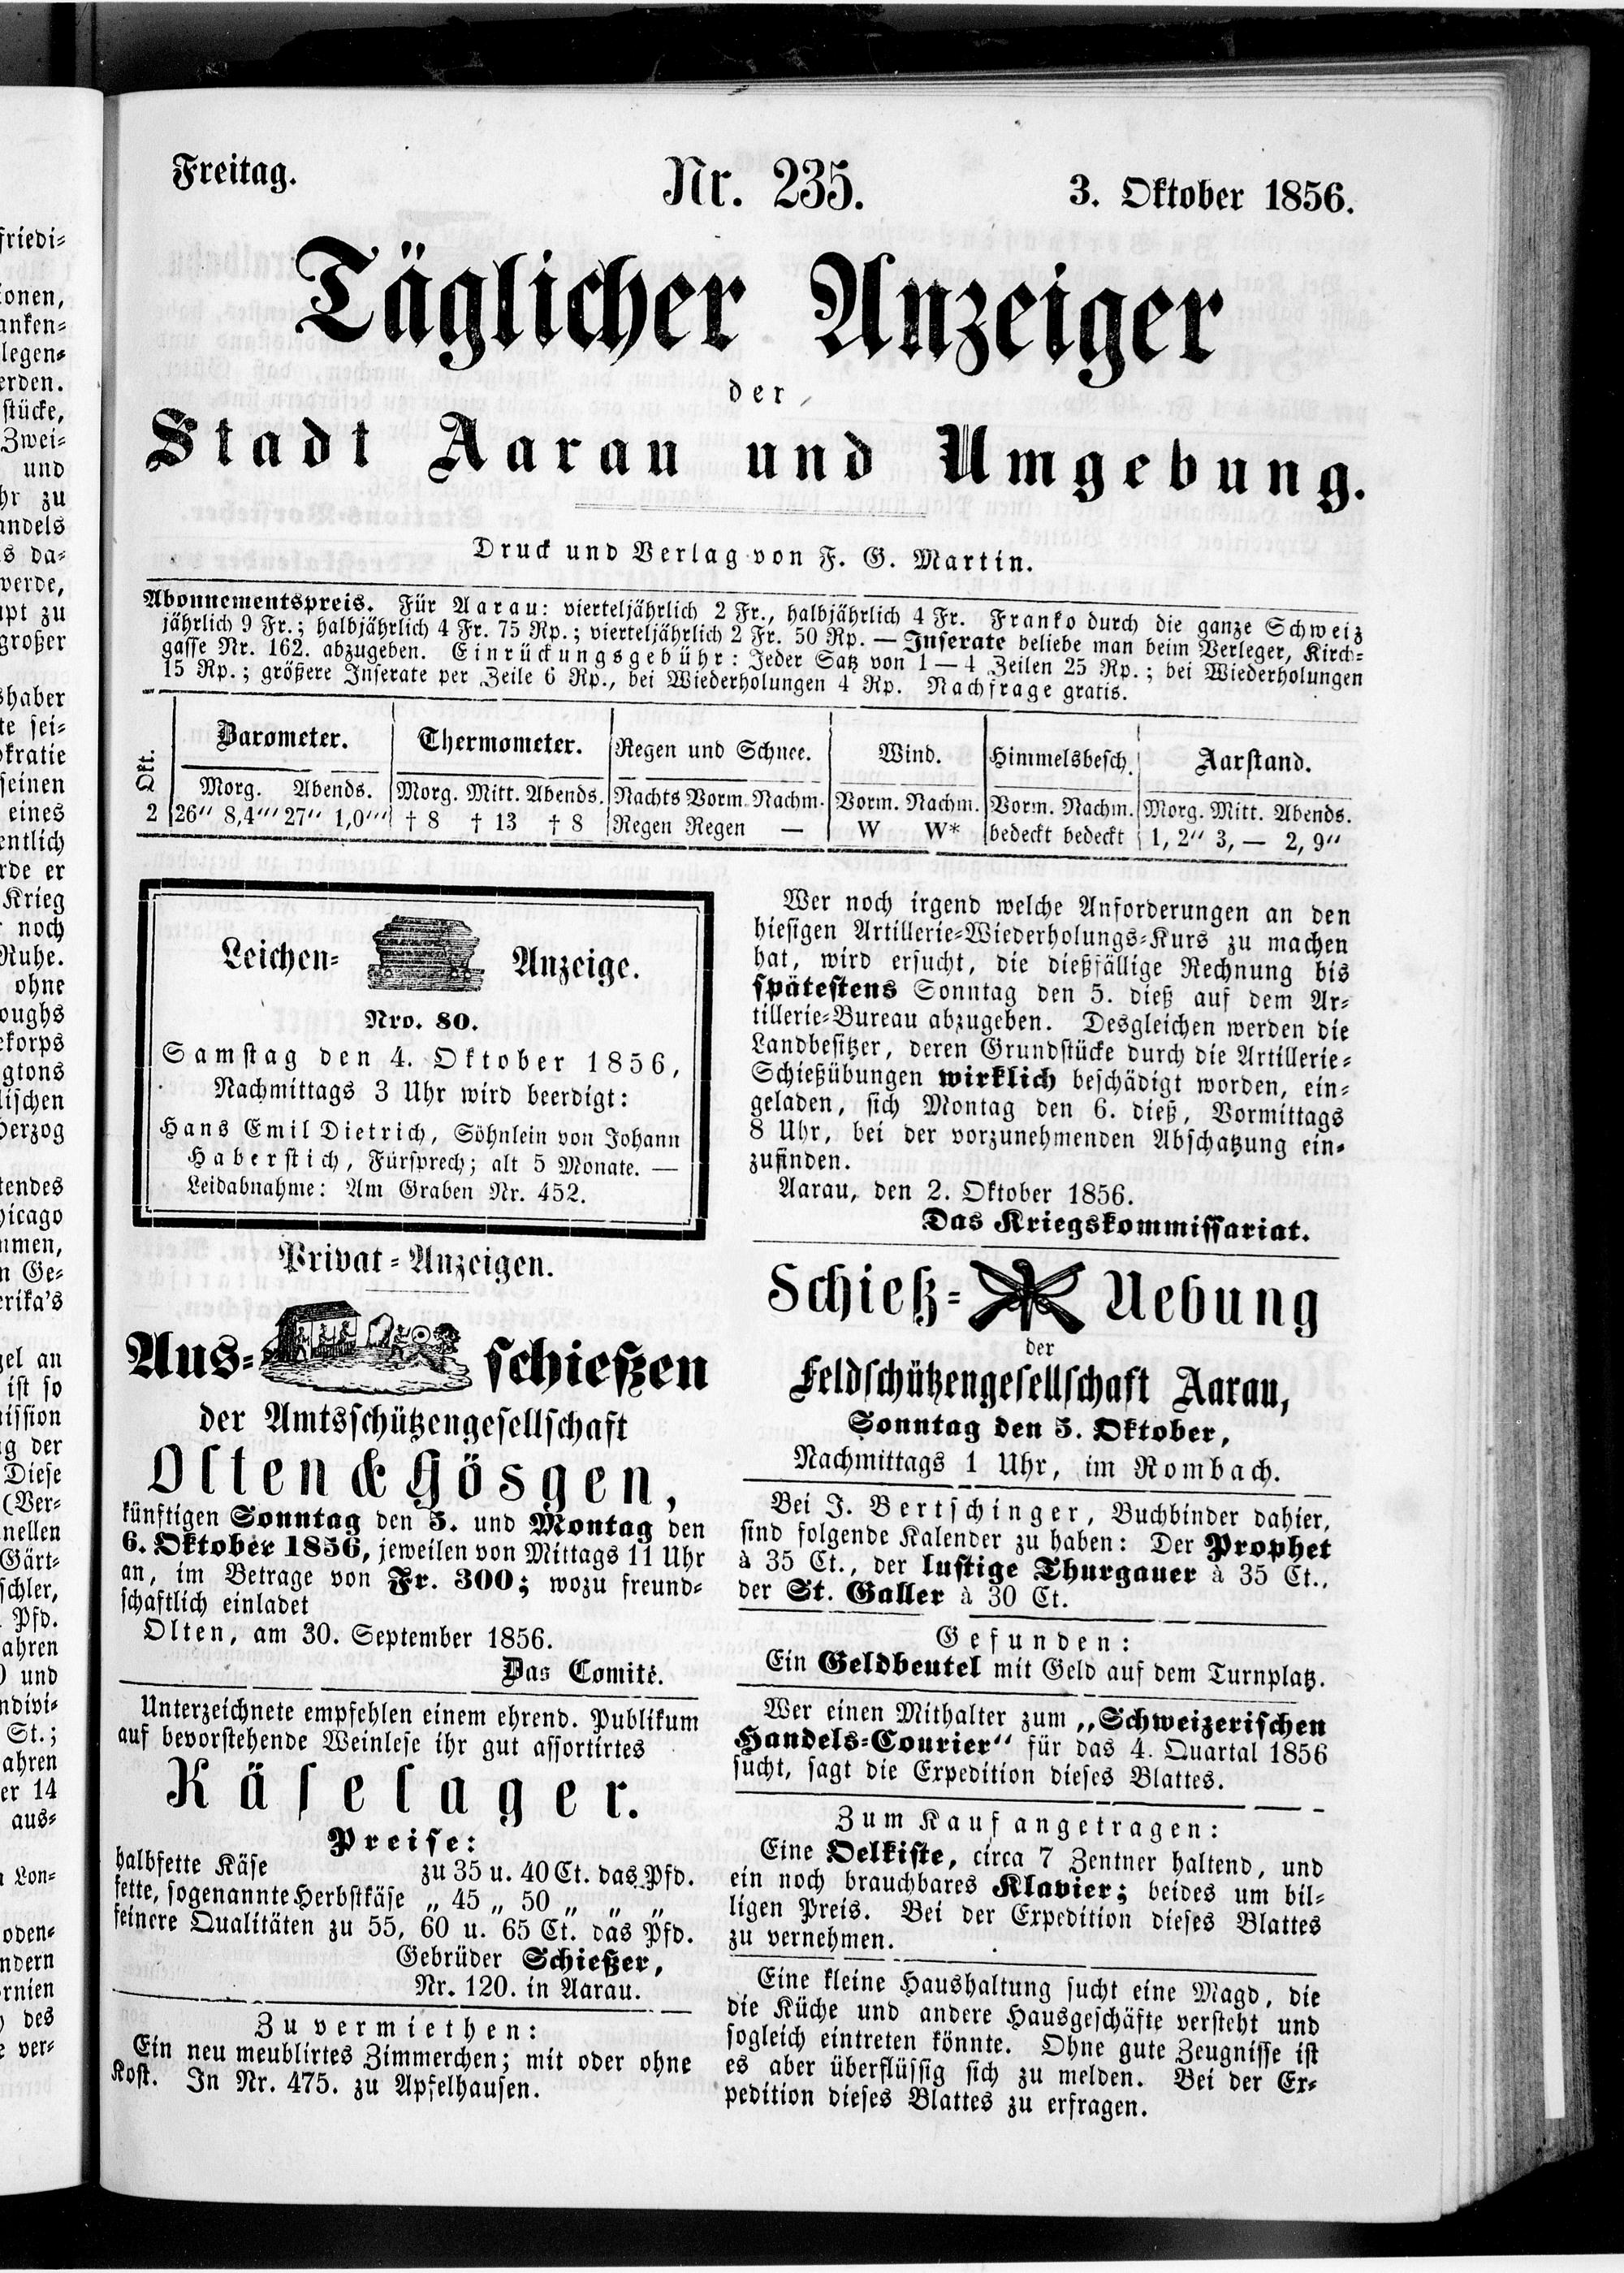 Freitag.
Nr. 235.
3. Oktober 1856.
Täglicher Anzeiger
der
Stadt Aarau und Umgebung.
Druck und Verlag von F. G. Martin.
Abonnementspreis. Für Aarau: vierteljährlich 2 Fr., halbjährlich 4 Fr. Franko durch die ganze Schweiz
jährlich 9 Fr.; halbjährlich 4 Fr. 75 Rp.; vierteljährlich 2 Fr. 50 Rp. — Inserate beliebe man beim Verleger, Kirch-
gasse Nr. 162. abzugeben. Einrückungsgebühr: Jeder Satz von 1 — 4 Zeilen 25 Rp.; bei Wiederholungen
15 Rp.; größere Inserate per Zeile 6 Rp., bei Wiederholungen 4 Rp. Nachfrage gratis.
Okt. Barometer. Thermometer. Regen und Schnee. Wind. Himmelsbesch. Aarstand.
Morg. Abends. Morg. Mitt. Abends. Nachts Vorm. Nachm. Vorm. Nachm. Vorm. Nachm. Morg. Mitt. Abends.
2 26'' 8,4''' 27'' 1,0''' † 8 † 13 † 8 Regen Regen — W W* bedeckt bedeckt 1, 2'' 3, — 2, 9''
Leichen- Anzeige.
Nro. 80.
Samstag den 4. Oktober 1856,
Nachmittags 3 Uhr wird beerdigt:
Hans Emil Dietrich, Söhnlein von Johann
Haberstich, Fürsprech; alt 5 Monate. —
Leidabnahme: Am Graben Nr. 452.
Privat-Anzeigen.
Aus- schießen
der Amtsschützengesellschaft
Olten & Gösgen,
künftigen Sonntag den 5. und Montag den
6. Oktober 1856, jeweilen von Mittags 11 Uhr
an, im Betrage von Fr. 300; wozu freund-
schaftlich einladet
Olten, am 30. September 1856.
Das Comité.
Unterzeichnete empfehlen einem ehrend. Publikum
auf bevorstehende Weinlese ihr gut assortirtes
Käselager.
Preise:
halbfette Käse zu 35 u. 40 Ct. das Pfd.
fette, sogenannte Herbstkäse „ 45 „ 50 „ „ „
feinere Qualitäten zu 55, 60 u. 65 Ct. das Pfd.
Gebrüder Schießer,
Nr. 120. in Aarau.
Zu vermiethen:
Ein neu meublirtes Zimmerchen; mit oder ohne
Kost. In Nr. 475. zu Apfelhausen.
Wer noch irgend welche Anforderungen an den
hiesigen Artillerie-Wiederholungs-Kurs zu machen
hat, wird ersucht, die dießfällige Rechnung bis
spätestens Sonntag den 5. dieß auf dem Ar-
tillerie-Bureau abzugeben. Desgleichen werden die
Landbesitzer, deren Grundstücke durch die Artillerie-
Schießübungen wirklich beschädigt worden, ein-
geladen, sich Montag den 6. dieß, Vormittags
8 Uhr, bei der vorzunehmenden Abschatzung ein-
zufinden.
Aarau, den 2. Oktober 1856.
Das Kriegskommissariat.
Schieß- Uebung
der
Feldschützengesellschaft Aarau,
Sonntag den 5. Oktober,
Nachmittags 1 Uhr, im Rombach.
Bei J. Bertschinger, Buchbinder dahier,
sind folgende Kalender zu haben: Der Prophet
à 35 Ct., der lustige Thurgauer à 35 Ct.,
der St. Galler à 30 Ct.
Gefunden:
Ein Geldbeutel mit Geld auf dem Turnplatz.
Wer einen Mithalter zum „Schweizerischen
Handels-Courier“ für das 4. Quartal 1856
sucht, sagt die Expedition dieses Blattes.
Zum Kauf angetragen:
Eine Oelkiste, circa 7 Zentner haltend, und
ein noch brauchbares Klavier; beides um bil-
ligen Preis. Bei der Expedition dieses Blattes
zu vernehmen.
Eine kleine Haushaltung sucht eine Magd, die
die Küche und andere Hausgeschäfte versteht und
sogleich eintreten könnte. Ohne gute Zeugnisse ist
es aber überflüssig sich zu melden. Bei der Ex-
pedition dieses Blattes zu erfragen.